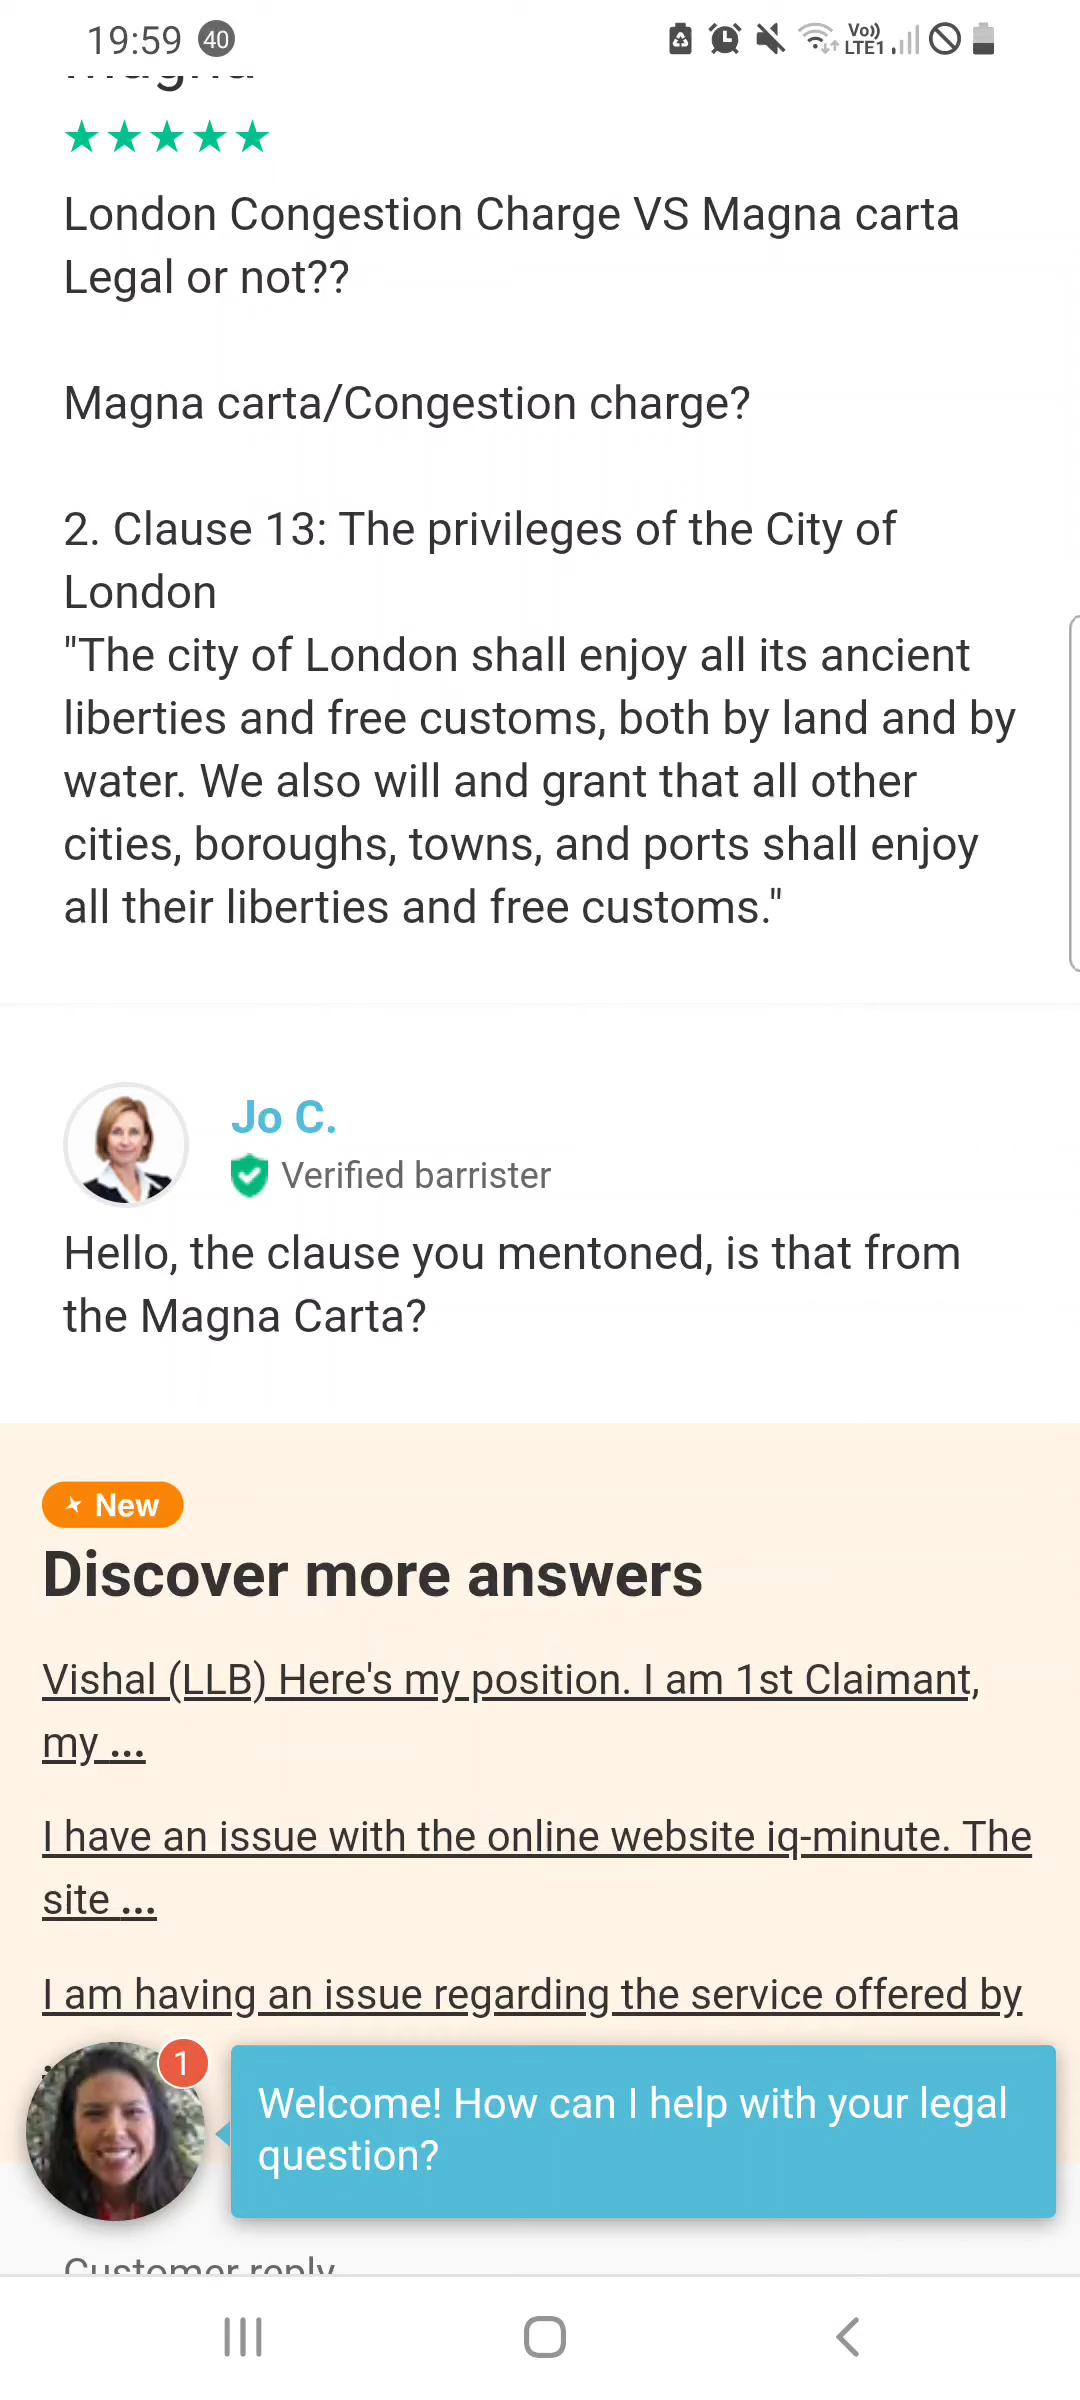 19:59 40
Vo)) LTE1
London Congestion Charge VS Magna carta
Legal or not??
Magna carta/Congestion charge?
2. Clause 13: The privileges of the City of
London
"The city of London shall enjoy all its ancient
liberties and free customs, both by land and by
water. We also will and grant that all other
cities, boroughs, towns, and ports shall enjoy
all their liberties and free customs."
Jo C.
Verified barrister
Hello, the clause you mentoned, is that from
the Magna Carta?
New
Discover more answers
Vishal (LLB) Here's my position. I am 1st Claimant,
my ...
I have an issue with the online website iq-minute. The
site ...
I am having an issue regarding the service offered by
1
Welcome! How can I help with your legal
question?
Customer reply